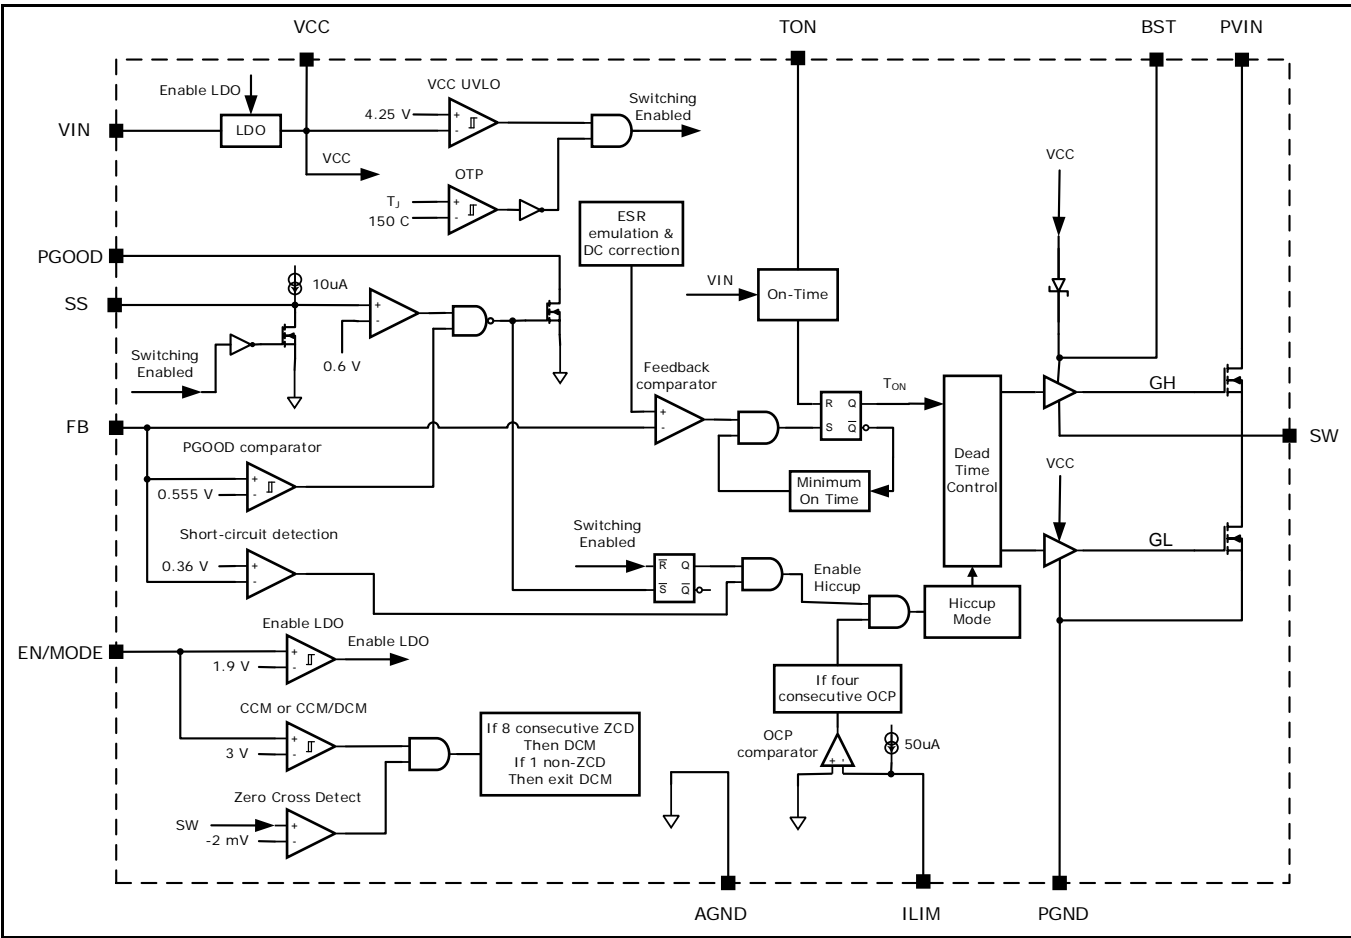 VCC
TON
BST
PVIN
Enable LDO
VCC UVLO
4.25 V
+
-
Switching
Enabled
VIN
LDO
VCC
OTP
TJ
150 C
+
-
VCC
ESR
emulation &
DC correction
PGOOD
10uA
VIN
On-Time
SS
+
-
0.6 V
Switching
Enabled
Feedback
comparator
TON
GH
R Q
S Q
+
-
FB
SW
PGOOD comparator
0.555 V
+
-
Minimum
On Time
Dead
Time
Control
VCC
Short-circuit detection
0.36 V
+
-
Switching
Enabled
R Q
S Q
Enable
Hiccup
GL
Hiccup
Mode
Enable LDO
Enable LDO
EN/MODE
1.9 V
+
-
If four
consecutive OCP
CCM or CCM/DCM
3 V
+
-
If 8 consecutive ZCD
Then DCM
If 1 non-ZCD
Then exit DCM
OCP
comparator
+ -
50uA
Zero Cross Detect
SW
-2 mV
+
-
AGND
ILIM
PGND